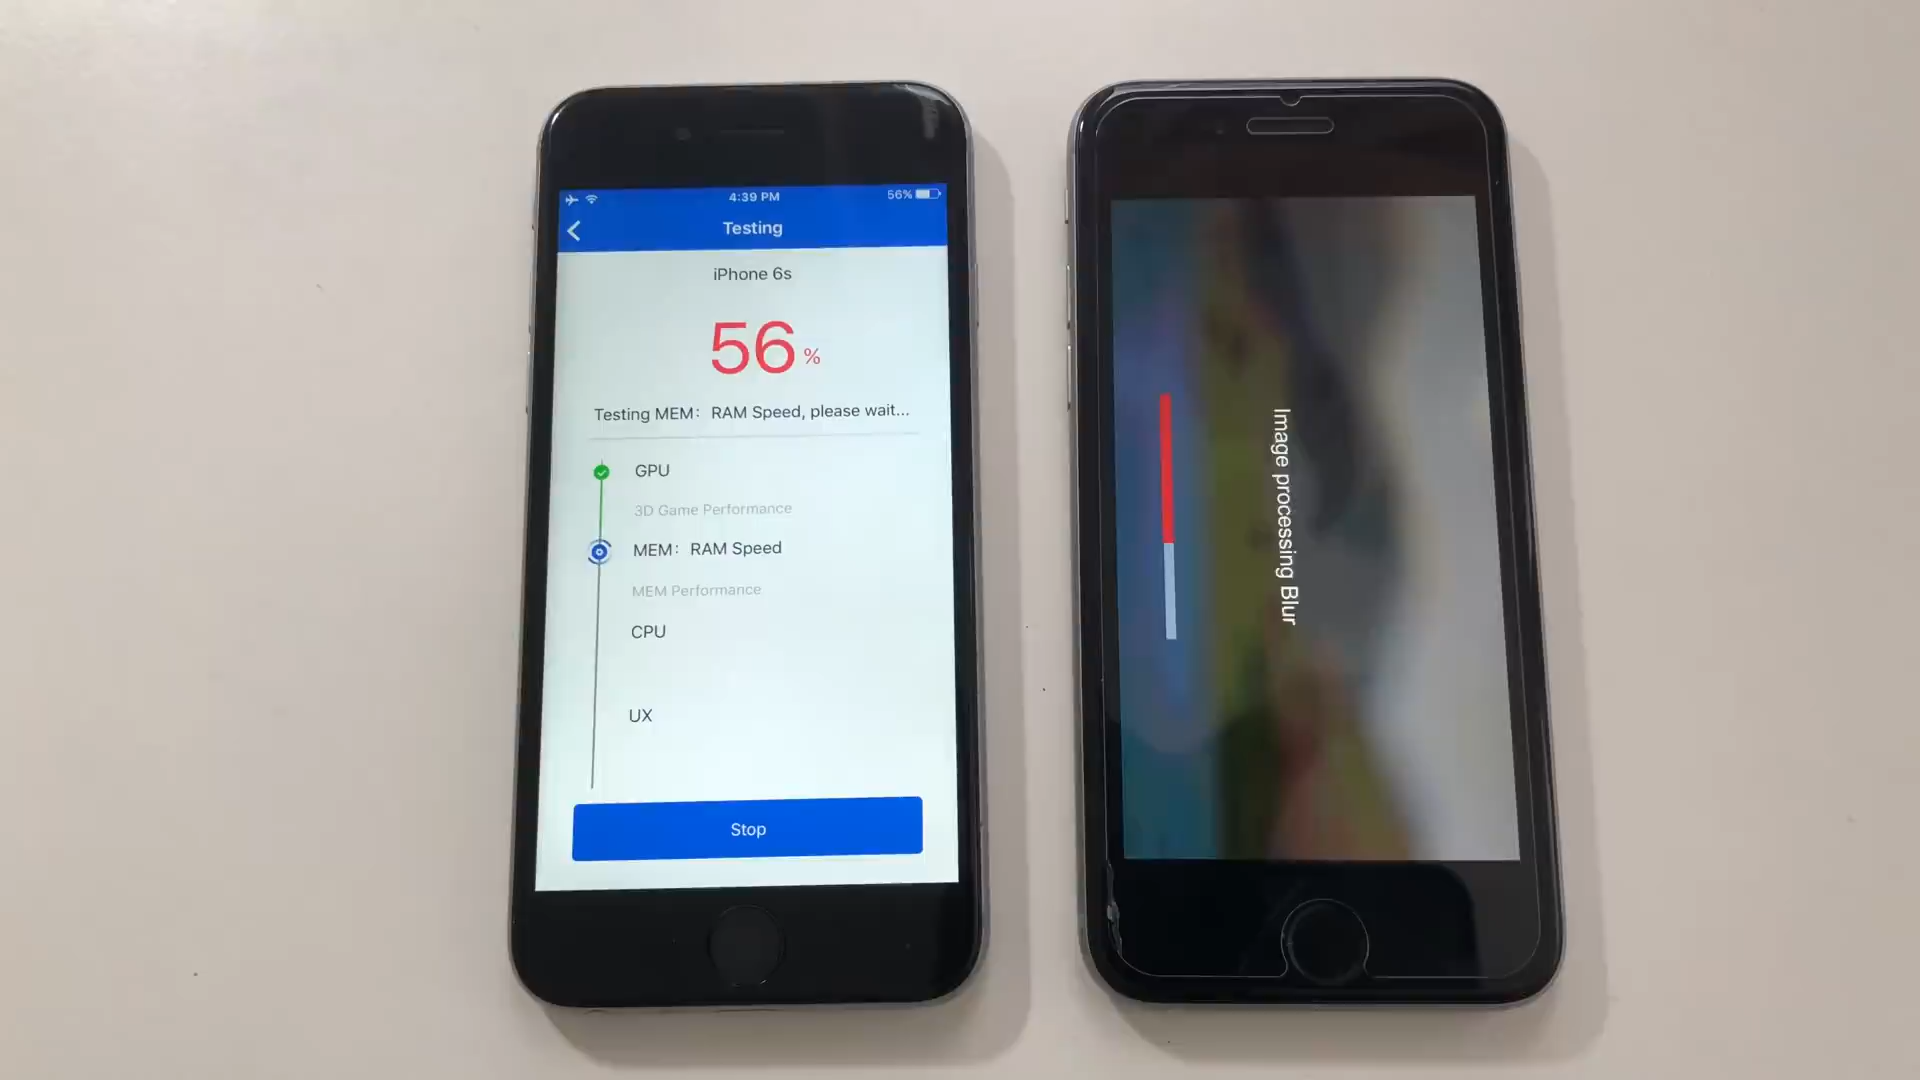 4:39 PM
56%
Testing
iPhone 6s
56 %
Testing MEM: RAM Speed, please wait...
GPU
3D Game Performance
MEM: RAM Speed
MEM Performance
CPU
UX
Stop
Image processing Blur